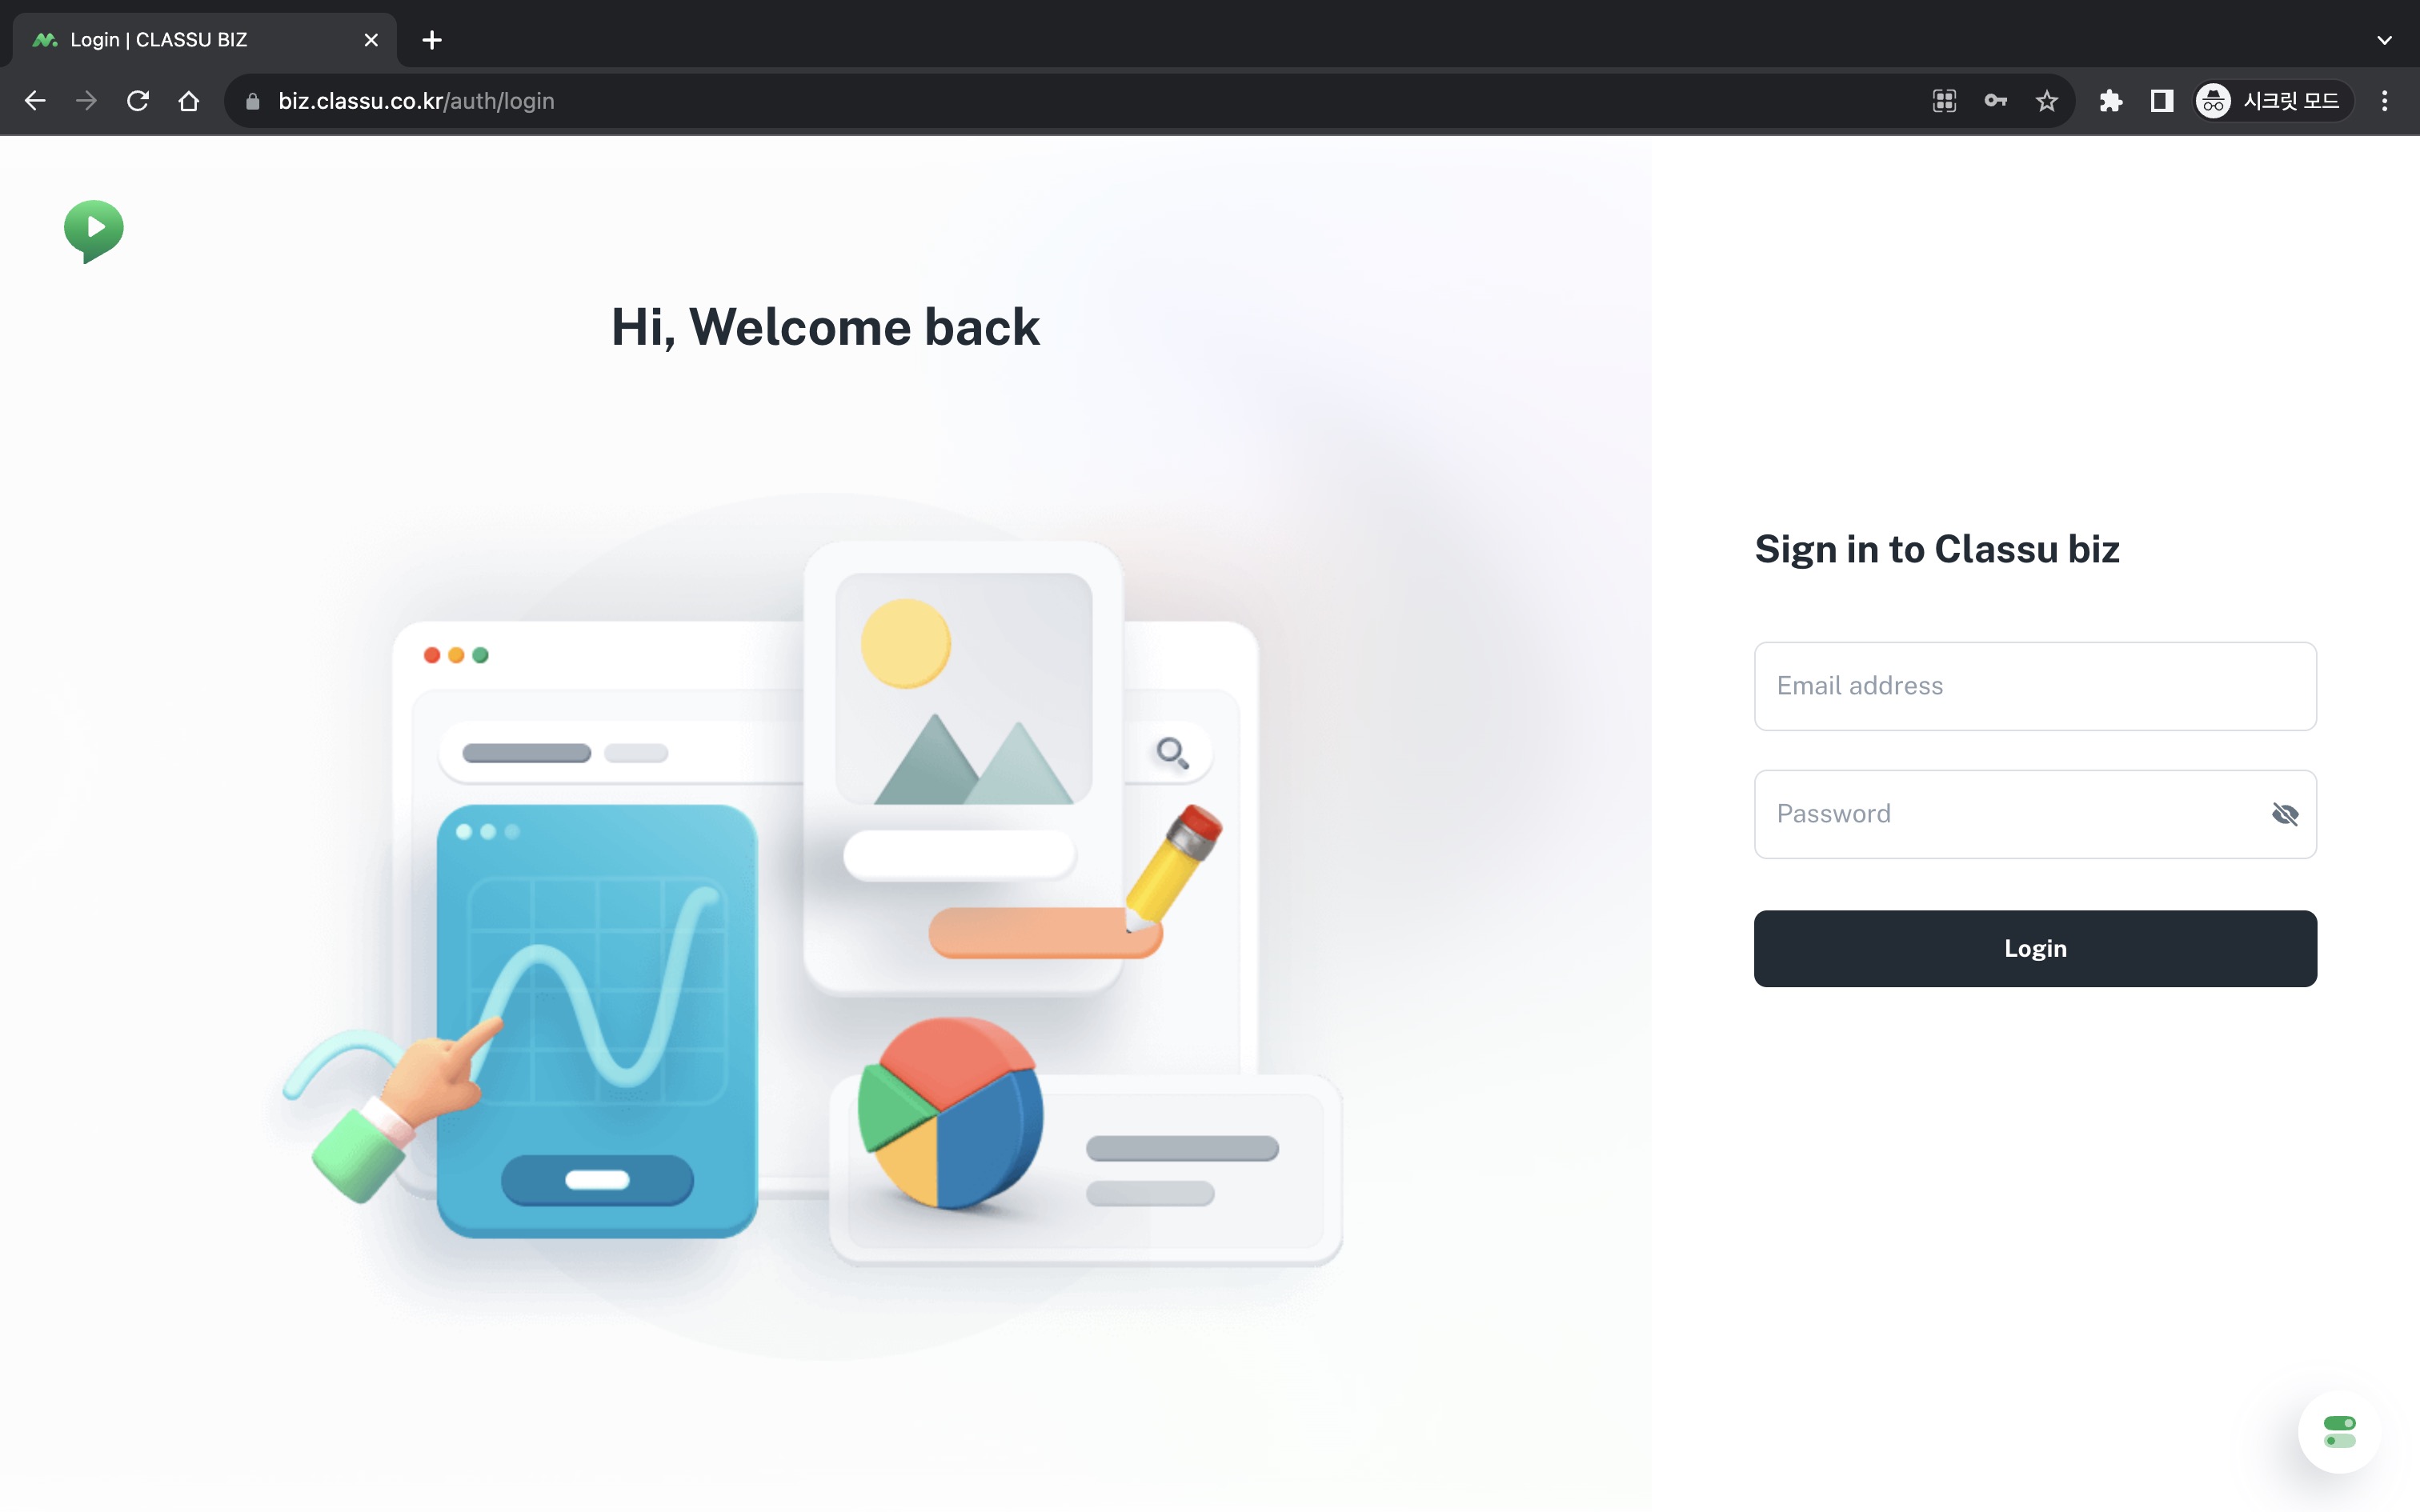 Login | CLASSU BIZ
biz.classu.co.kr/auth/login
시크릿 모드
Hi, Welcome back
Sign in to Classu biz
Email address
Password
Login